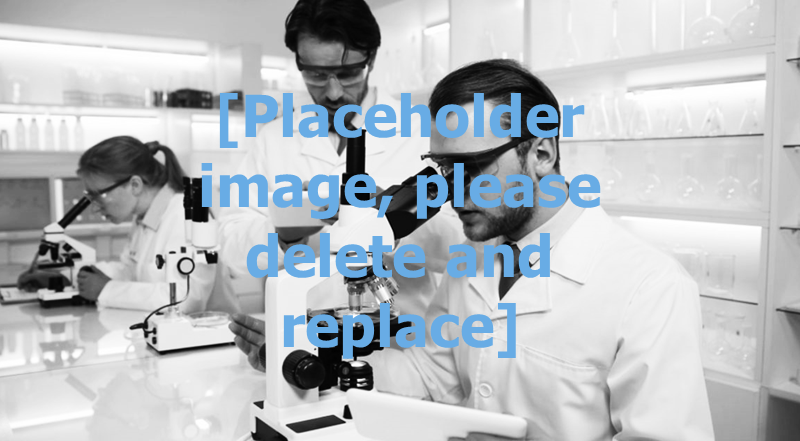 [Placeholder
image, please
delete and
replace]